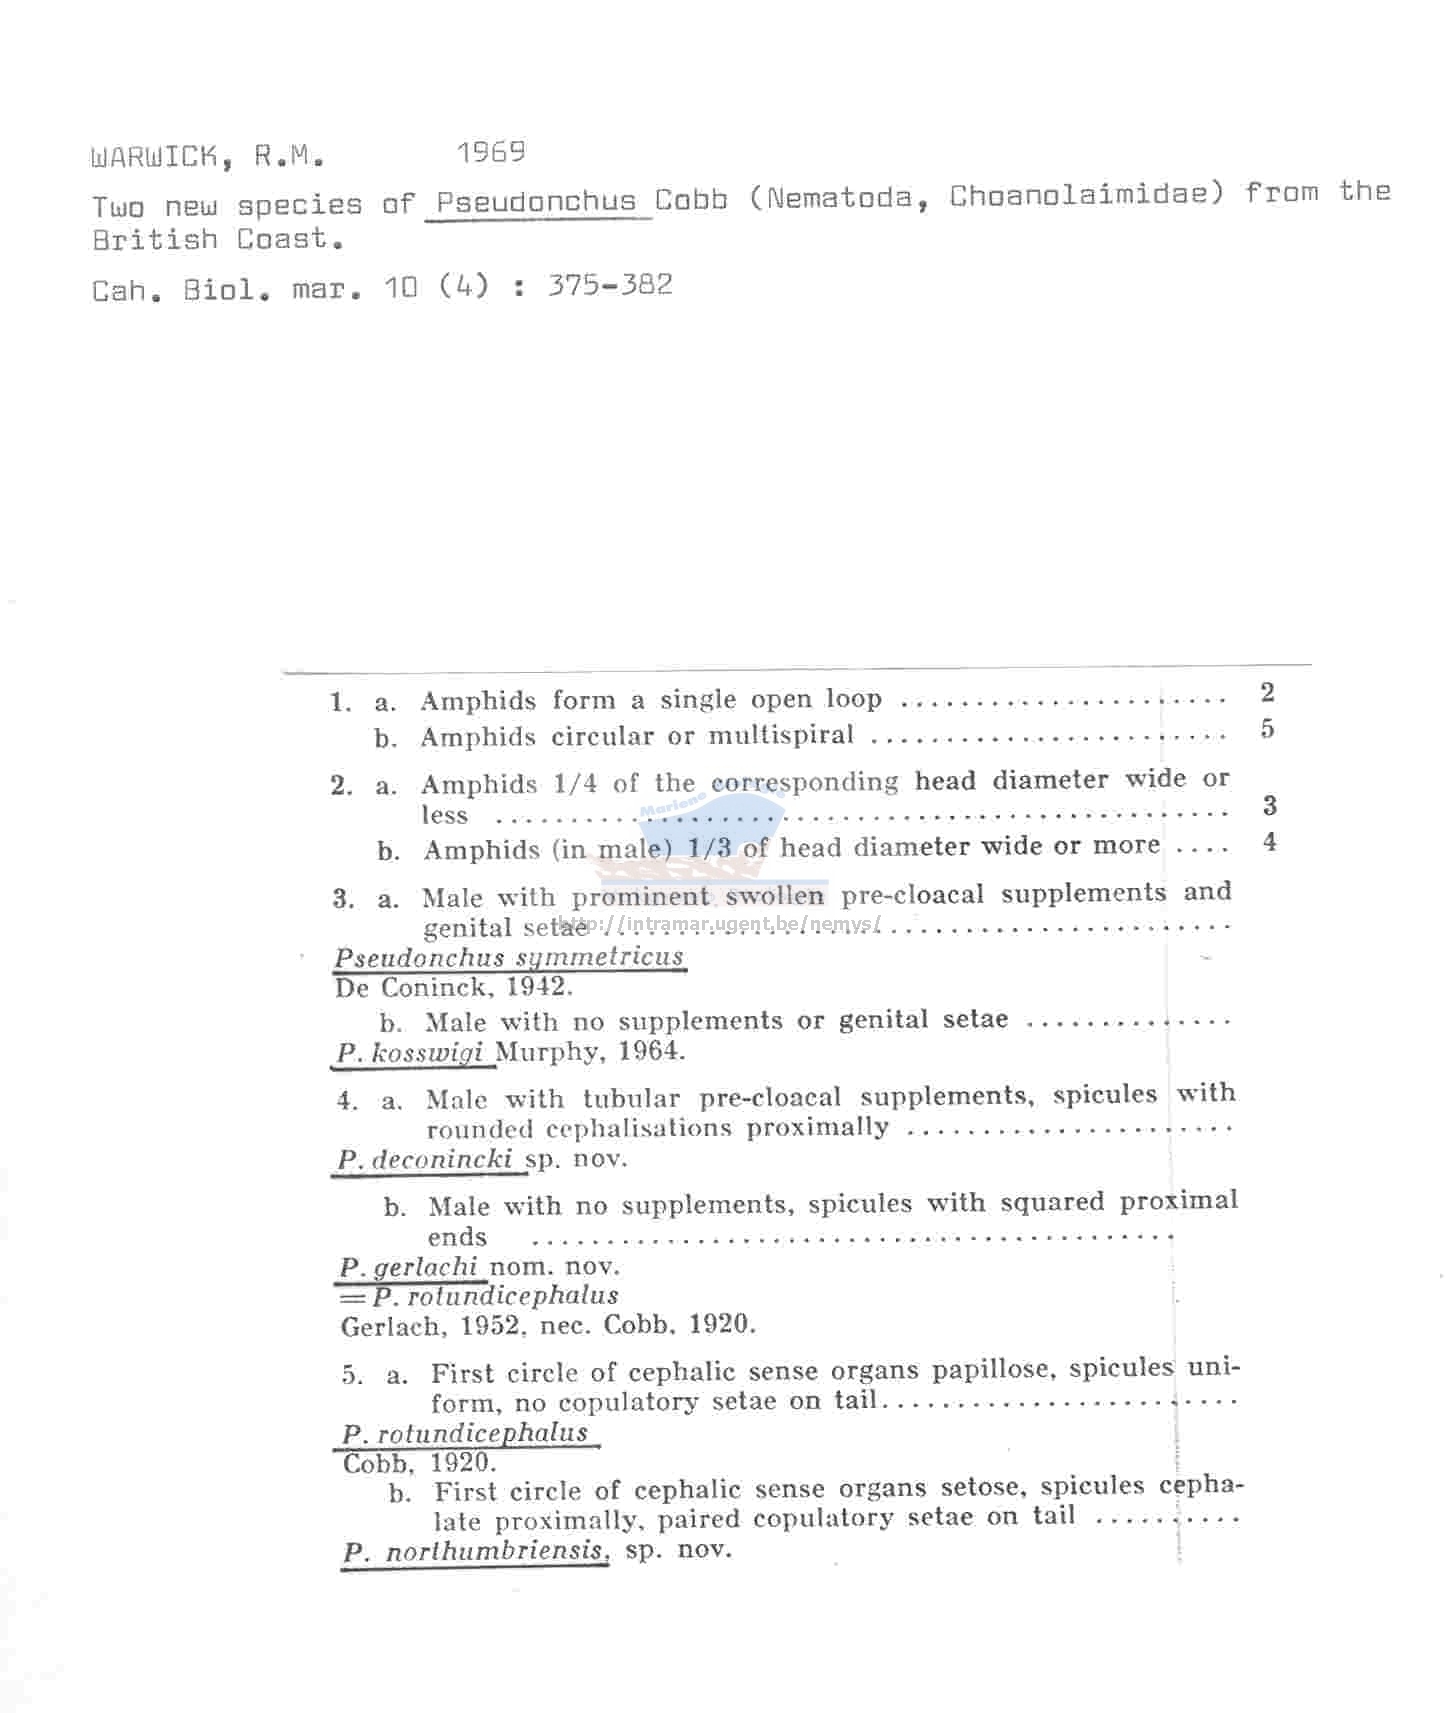 WARWICK, R.M. 1969
Two new species of Pseudonchus Cobb (Nematoda, Choanolaimidae) from the
British Coast.
Cah. Biol. mar. 10 (4) : 375-382
1. a. Amphids form a single open loop ...................... 2
b. Amphids circular or multispiral ........................ 5
2. a. Amphids 1/4 of the corresponding head diameter wide or
less .................................................. 3
b. Amphids (in male) 1/3 of head diameter wide or more .... 4
3. a. Male with prominent swollen pre-cloacal supplements and
genital setae ..........................................
http://intramar.ugent.be/nemys/
Pseudonchus symmetricus
De Coninck, 1942.
b. Male with no supplements or genital setae ..............
P. kosswigi Murphy, 1964.
4. a. Male with tubular pre-cloacal supplements, spicules with
rounded cephalisations proximally ......................
P. deconincki sp. nov.
b. Male with no supplements, spicules with squared proximal
ends ............................................
P. gerlachi nom. nov.
= P. rotundicephalus
Gerlach, 1952, nec. Cobb, 1920.
5. a. First circle of cephalic sense organs papillose, spicules uni-
form, no copulatory setae on tail........................
P. rotundicephalus
Cobb, 1920.
b. First circle of cephalic sense organs setose, spicules cepha-
late proximally, paired copulatory setae on tail ..........
P. northumbriensis, sp. nov.